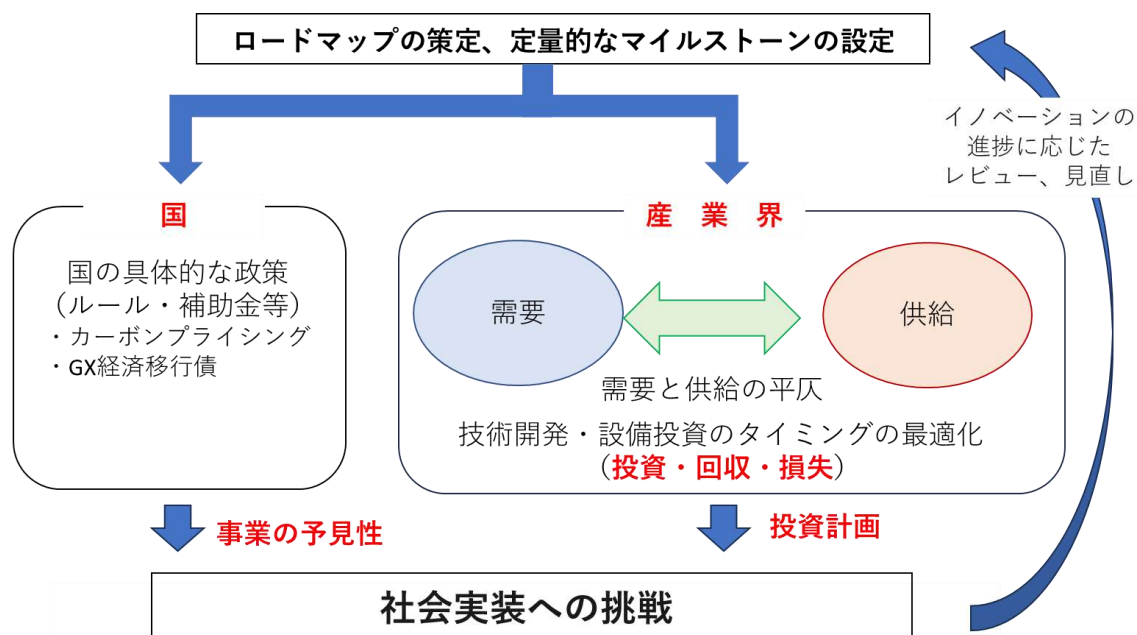 ロードマップの策定、定量的なマイルストーンの設定
イノベーションの
進捗に応じた
レビュー、見直し
国
国の具体的な政策
（ルール・補助金等）
・カーボンプライシング
・GX経済移行債
産　業　界
需要
供給
需要と供給の平仄
技術開発・設備投資のタイミングの最適化
（投資・回収・損失）
事業の予見性
投資計画
社会実装への挑戦